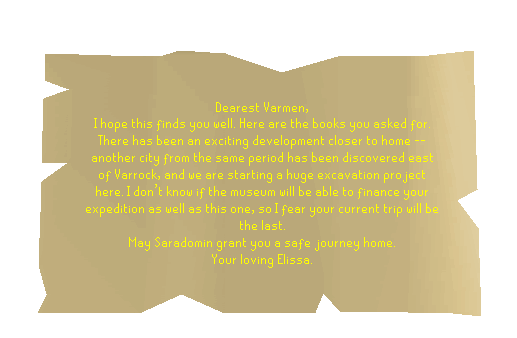 Dearest Varmen,
I hope this finds you well. Here are the books you asked for.
There has been an exciting development closer to home --
another city from the same period has been discovered east
of Varrock, and we are starting a huge excavation project
here. I don't know if the museum will be able to finance your
expedition as well as this one, so I fear your current trip will be
the last.
May Saradomin grant you a safe journey home.
Your loving Elissa.